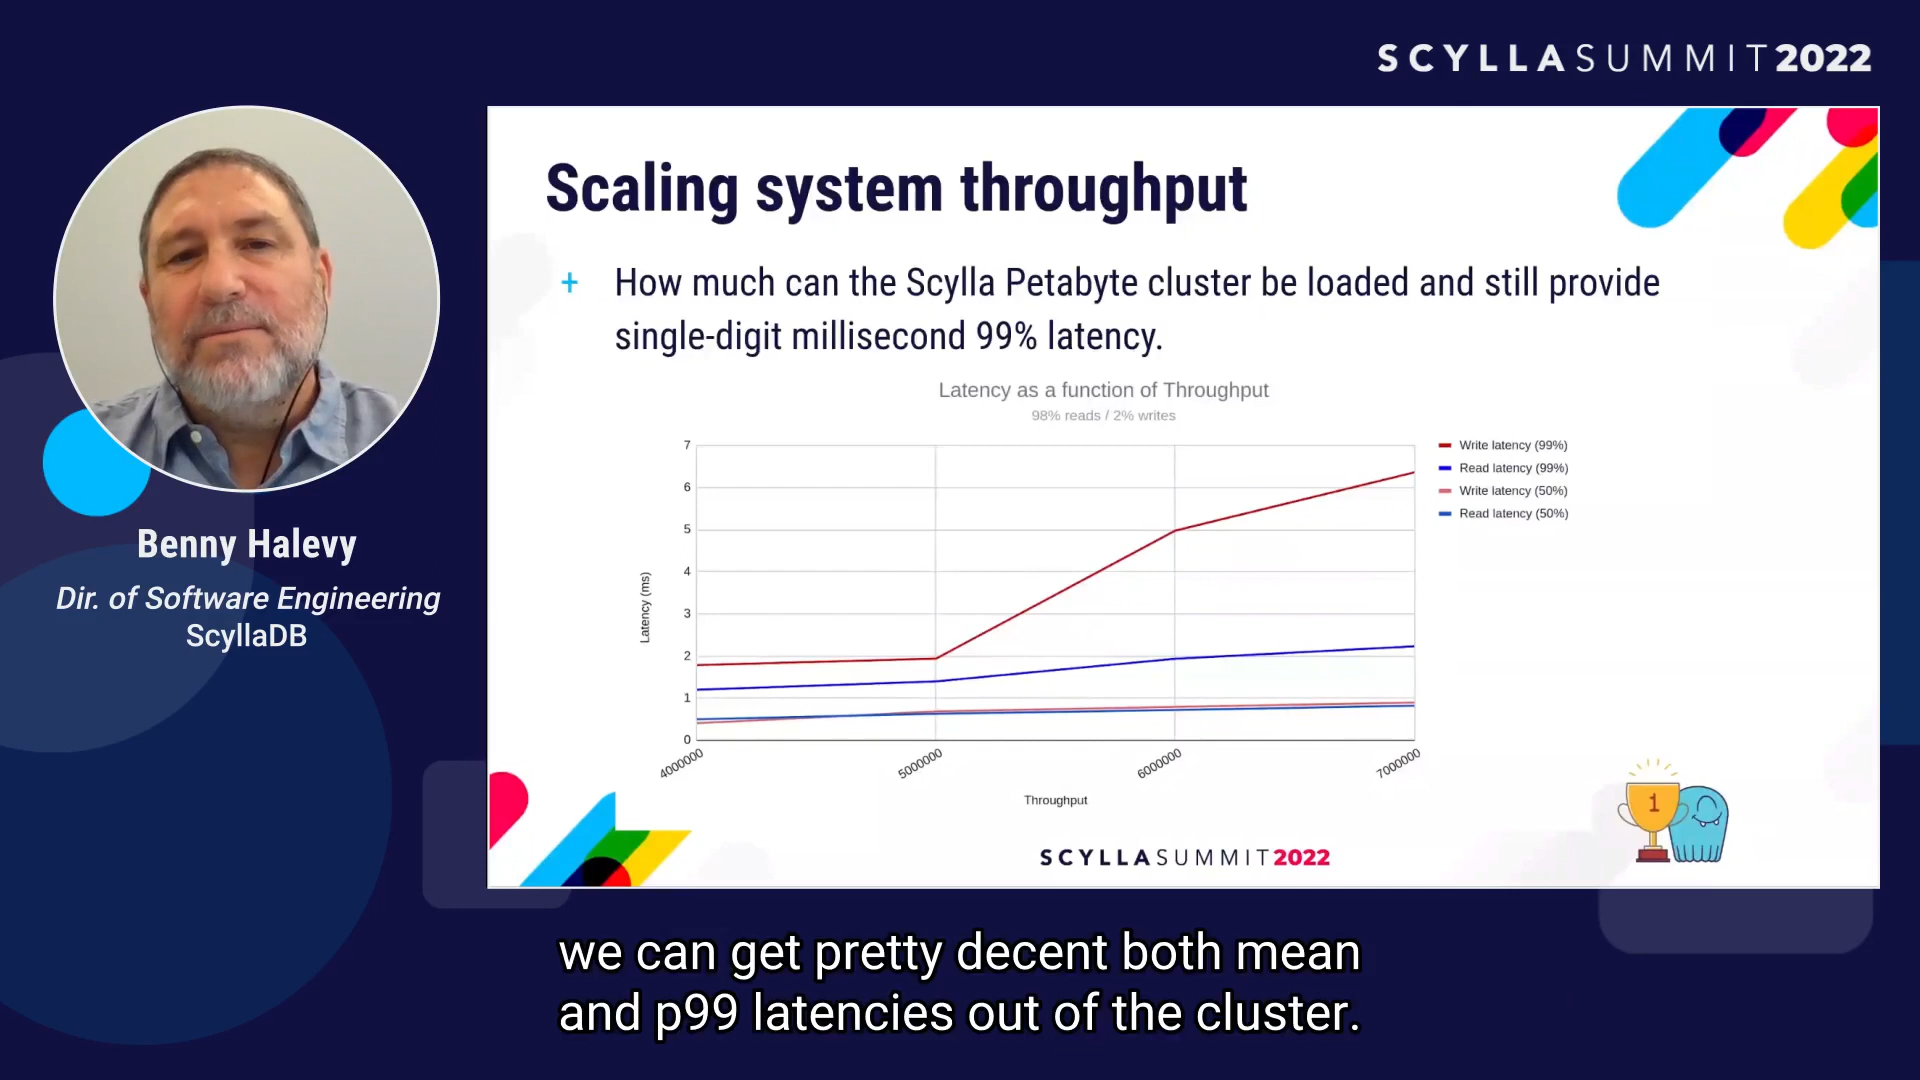 SCYLLASUMMIT2022
Scaling system throughput
+ How much can the Scylla Petabyte cluster be loaded and still provide
single-digit millisecond 99% latency.
Latency as a function of Throughput
98% reads / 2% writes
7
6
5
4
3
2
1
0
Latency (ms)
4000000
5000000
6000000
7000000
Throughput
Write latency (99%)
Read latency (99%)
Write latency (50%)
Read latency (50%)
1
SCYLLASUMMIT2022
Benny Halevy
Dir. of Software Engineering
ScyllaDB
we can get pretty decent both mean
and p99 latencies out of the cluster.